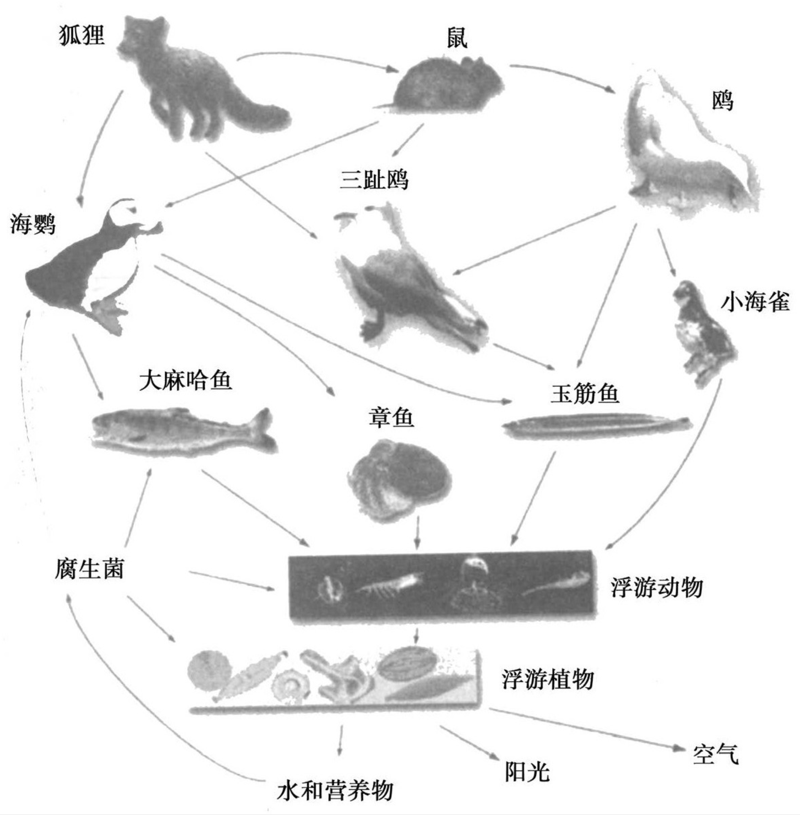 狐狸
鼠
鸥
三趾鸥
海鹦
小海雀
大麻哈鱼
玉筋鱼
章鱼
腐生菌
浮游动物
浮游植物
空气
阳光
水和营养物